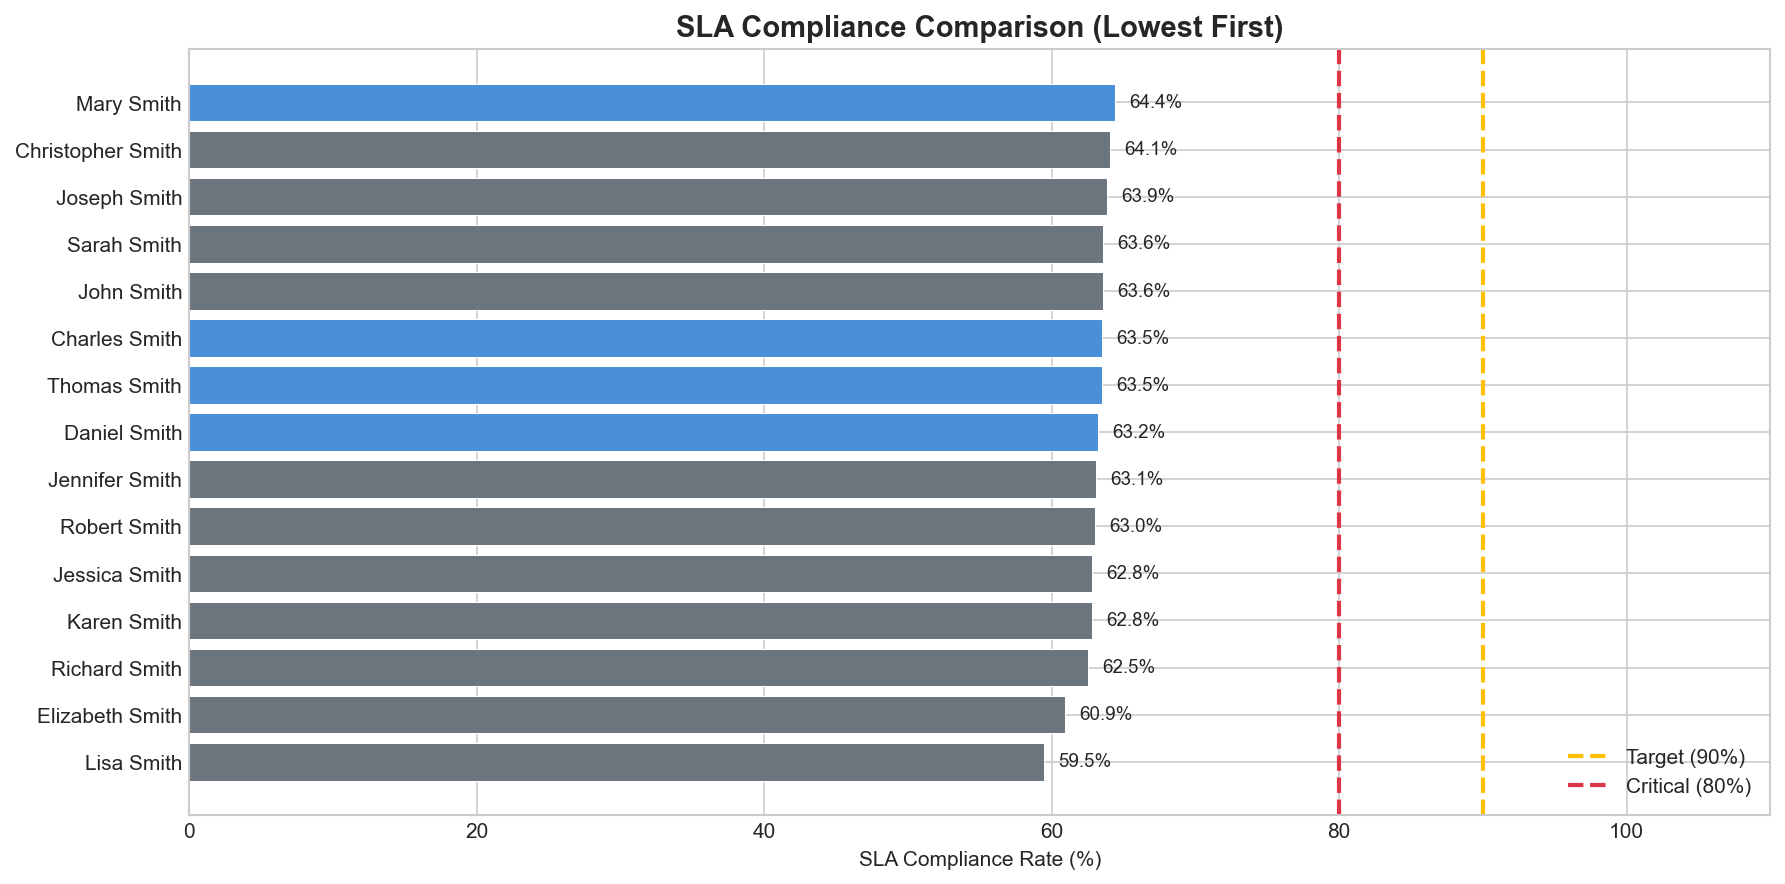 SLA Compliance Comparison (Lowest First)
Mary Smith 64.4%
Christopher Smith 64.1%
Joseph Smith 63.9%
Sarah Smith 63.6%
John Smith 63.6%
Charles Smith 63.5%
Thomas Smith 63.5%
Daniel Smith 63.2%
Jennifer Smith 63.1%
Robert Smith 63.0%
Jessica Smith 62.8%
Karen Smith 62.8%
Richard Smith 62.5%
Elizabeth Smith 60.9%
Lisa Smith 59.5%
Target (90%)
Critical (80%)
0 20 40 60 80 100
SLA Compliance Rate (%)